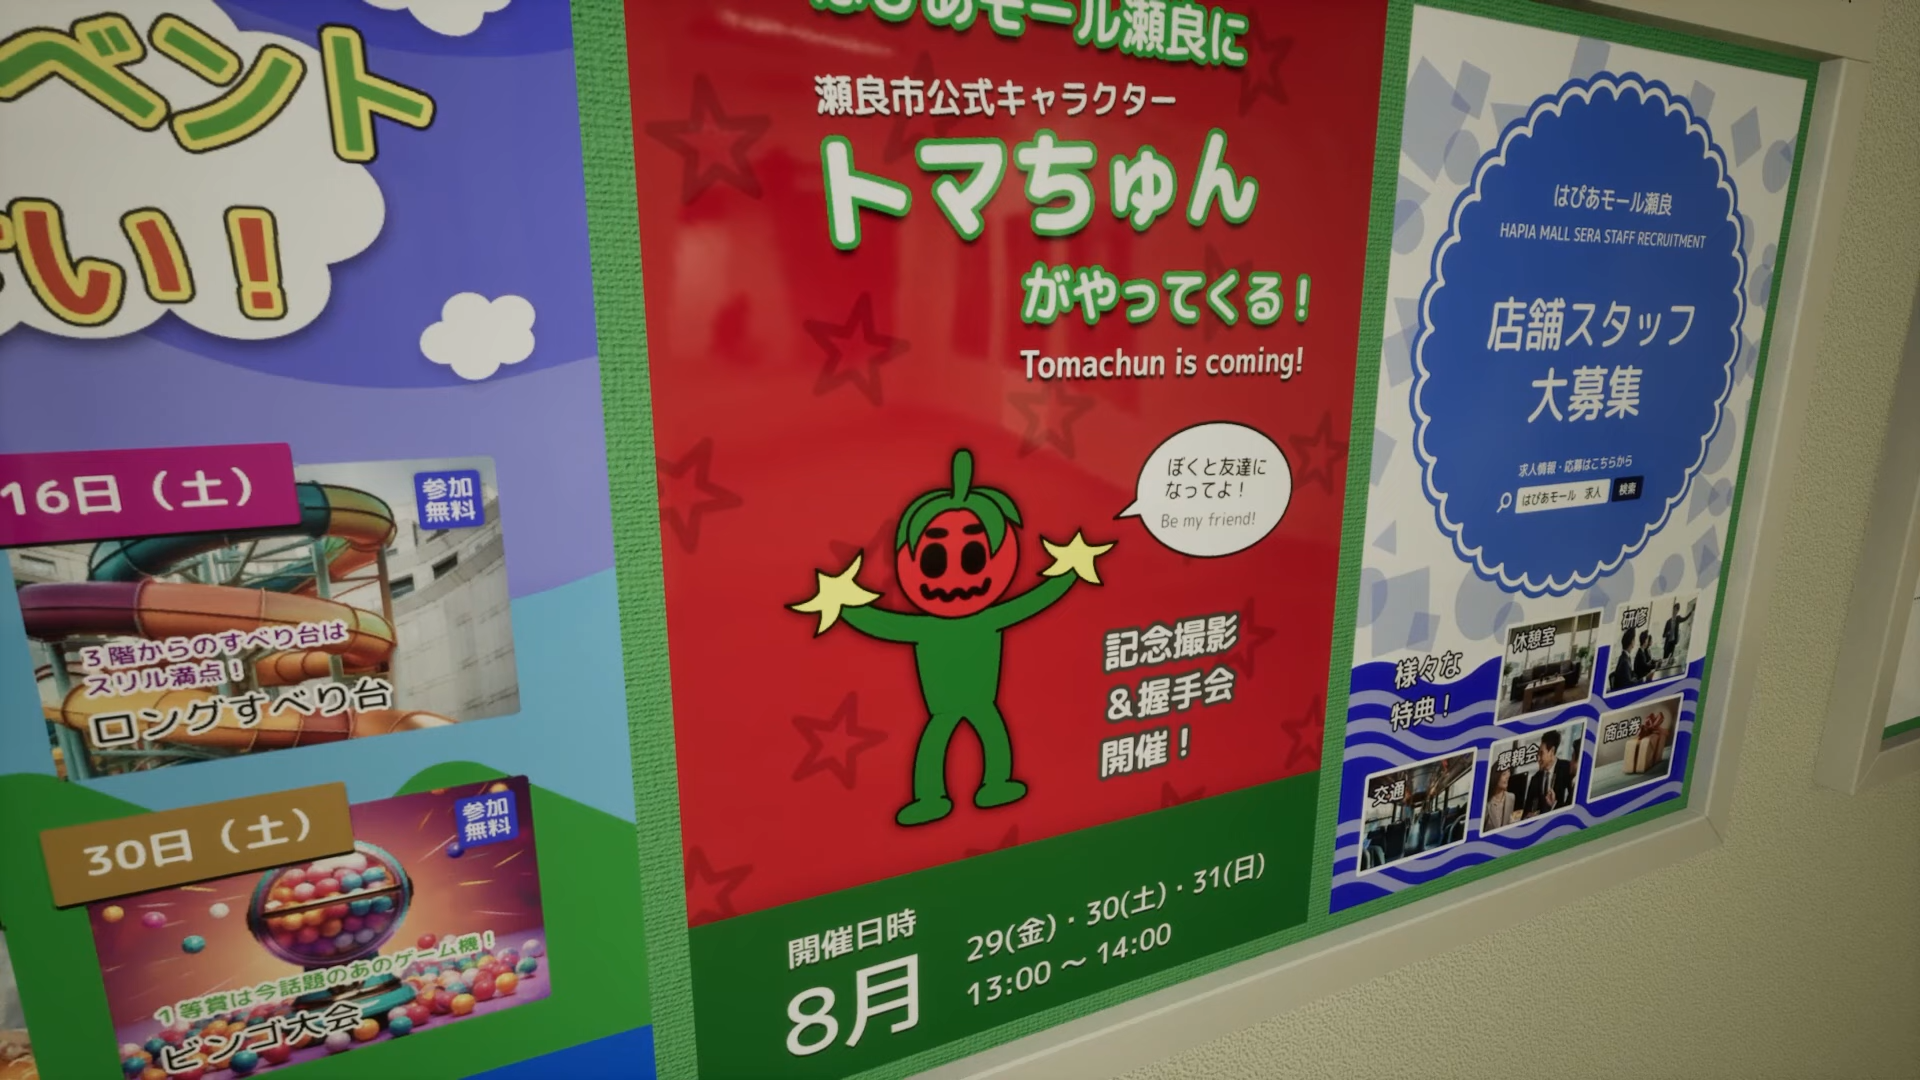 ベント
い！
16日（土）
参加
無料
３階からのすべり台は
スリル満点！
ロングすべり台
30日（土）
参加
無料
１等賞は今話題のあのゲーム機！
ビンゴ大会
はぴあモール瀬良に
瀬良市公式キャラクター
トマちゅん
がやってくる！
Tomachun is coming!
ぼくと友達に
なってよ！
Be my friend!
記念撮影
＆握手会
開催！
開催日時
8月
29(金)・30(土)・31(日)
13:00 ～ 14:00
はぴあモール瀬良
HAPIA MALL SERA STAFF RECRUITMENT
店舗スタッフ
大募集
求人情報・応募はこちらから
はぴあモール　求人
検索
様々な
特典！
休憩室
研修
交通
懇親会
商品券